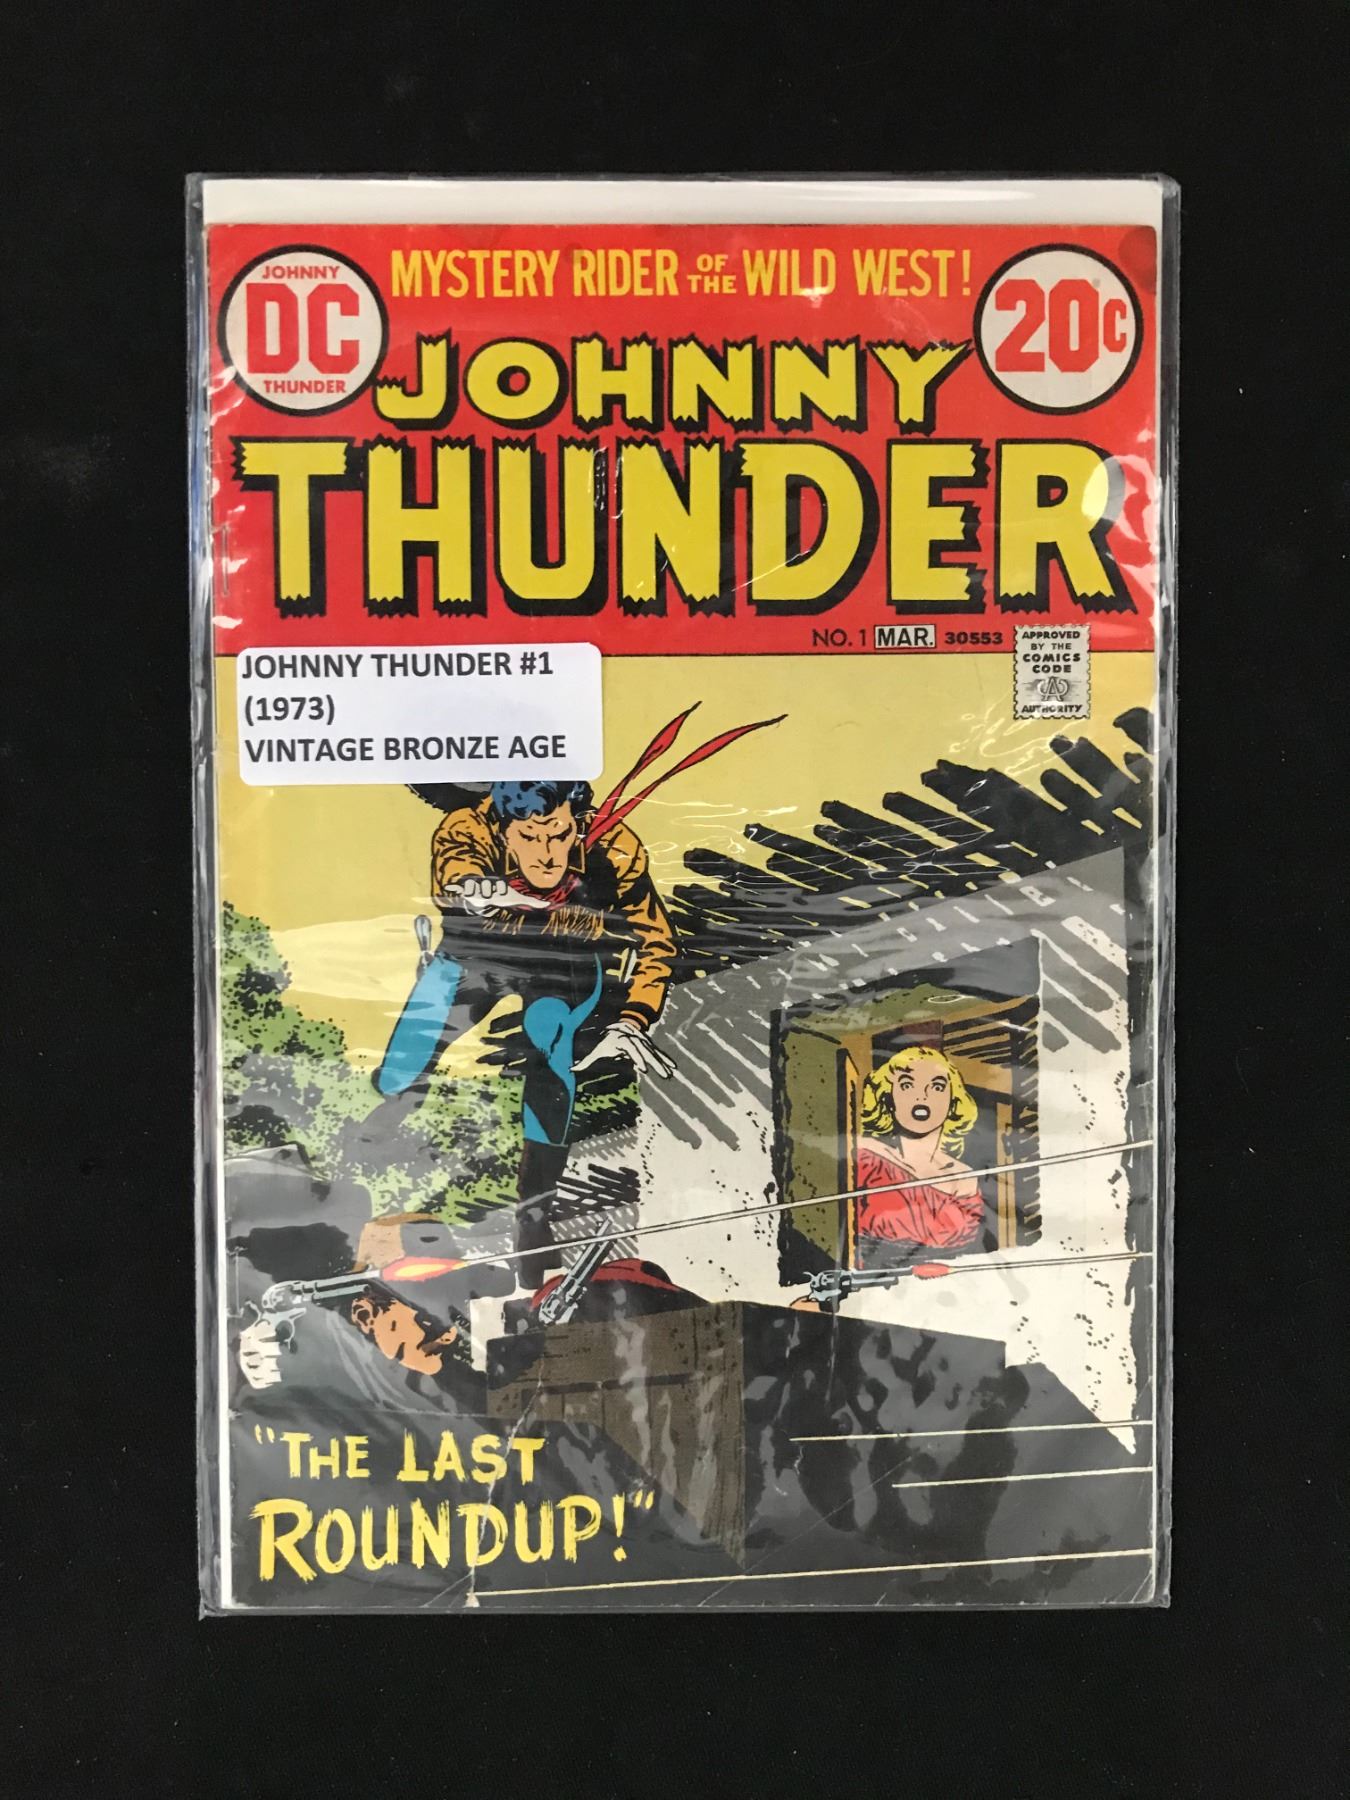 JOHNNY
DC
THUNDER
MYSTERY RIDER OF THE WILD WEST!
20¢
JOHNNY
THUNDER
NO. 1 MAR. 30553
APPROVED
BY THE
COMICS
CODE
CA
AUTHORITY
JOHNNY THUNDER #1
(1973)
VINTAGE BRONZE AGE
"THE LAST
ROUNDUP!"